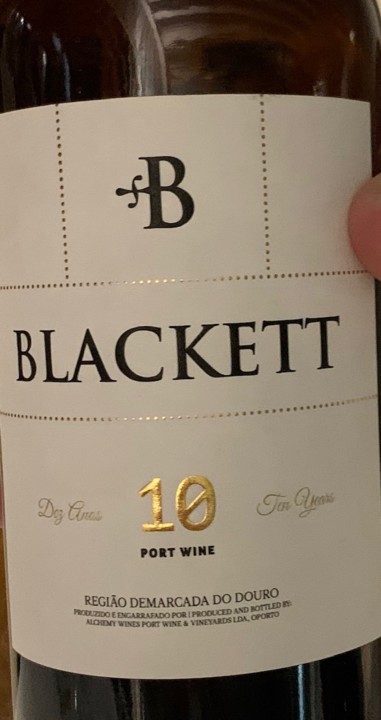 B
BLACKETT
Dez Anos 10 Ten Years
PORT WINE
REGIÃO DEMARCADA DO DOURO
PRODUZIDO E ENGARRAFADO POR | PRODUCED AND BOTTLED BY:
ALCHEMY WINES PORT WINE & VINEYARDS LDA, OPORTO